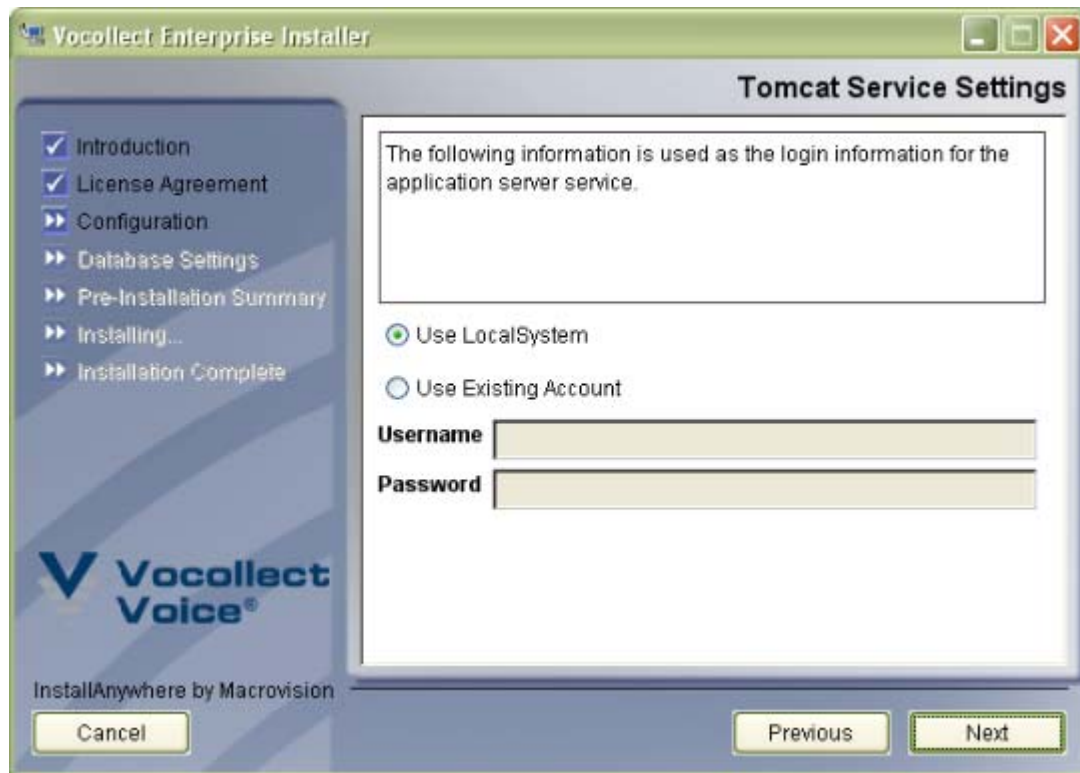 Vocollect Enterprise Installer
Tomcat Service Settings
Introduction
License Agreement
Configuration
Database Settings
Pre-Installation Summary
Installing...
Installation Complete
The following information is used as the login information for the
application server service.
Use LocalSystem
Use Existing Account
Username
Password
Vocollect
Voice®
InstallAnywhere by Macrovision
Cancel
Previous
Next